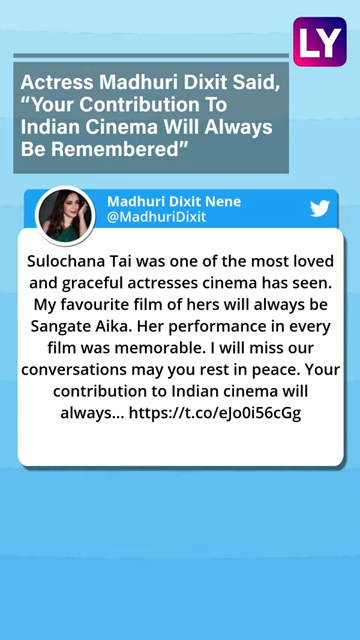 LY
Actress Madhuri Dixit Said,
“Your Contribution To
Indian Cinema Will Always
Be Remembered”
Madhuri Dixit Nene
@MadhuriDixit
Sulochana Tai was one of the most loved
and graceful actresses cinema has seen.
My favourite film of hers will always be
Sangate Aika. Her performance in every
film was memorable. I will miss our
conversations may you rest in peace. Your
contribution to Indian cinema will
always... https://t.co/eJo0i56cGg